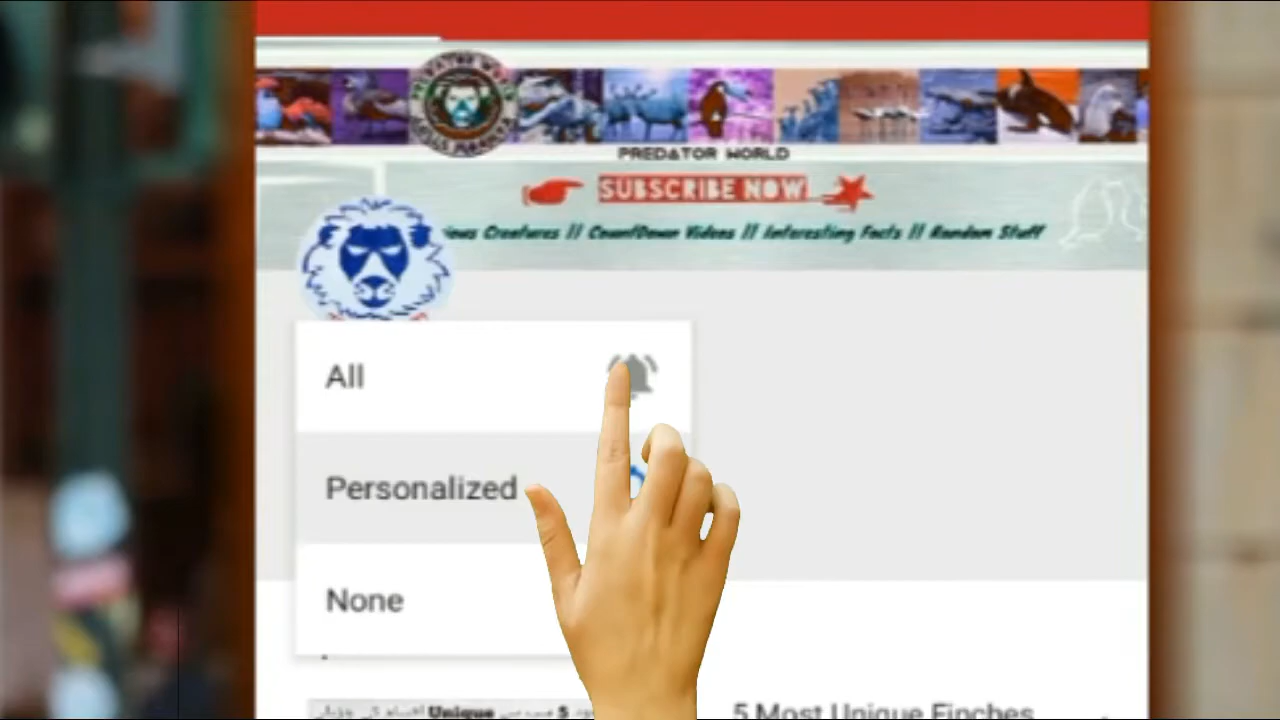 PREDATOR WORLD
SUBSCRIBE NOW
Creatures // CountDown Videos // Interesting Facts // Random Stuff
All
Personalized
None
Unique 5
5 Most Unique Finches